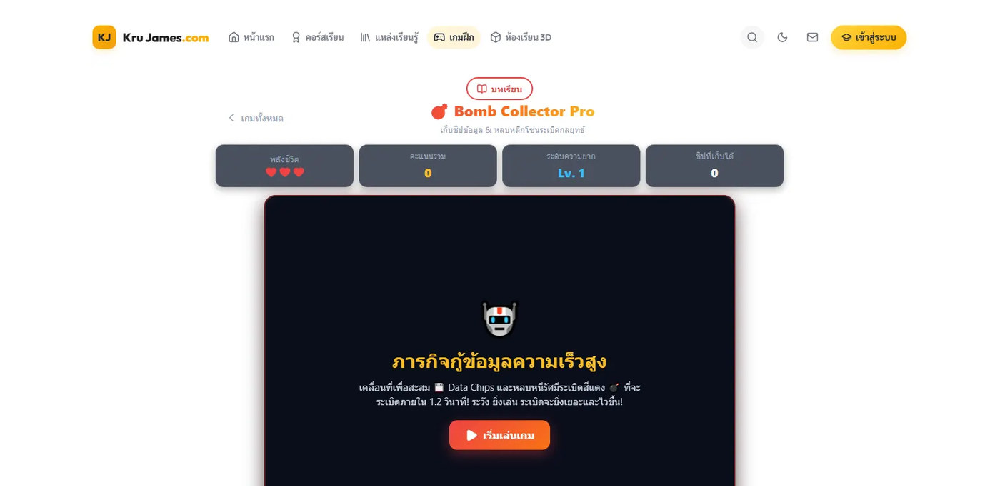 KJ Kru James.com หน้าแรก คอร์สเรียน แหล่งเรียนรู้ เกมฝึก ห้องเรียน 3D เข้าสู่ระบบ
บทเรียน
เกมทั้งหมด
Bomb Collector Pro
เก็บชิปข้อมูล & หลบหลีกโซนระเบิดกลยุทธ์
พลังชีวิต
คะแนนรวม
0
ระดับความยาก
Lv. 1
ชิปที่เก็บได้
0
ภารกิจกู้ข้อมูลความเร็วสูง
เคลื่อนที่เพื่อสะสม 💾 Data Chips และหลบหนีรัศมีระเบิดสีแดง 💣 ที่จะ
ระเบิดภายใน 1.2 วินาที! ระวัง ยิ่งเล่น ระเบิดจะยิ่งเยอะและไวขึ้น!
เริ่มเล่นเกม